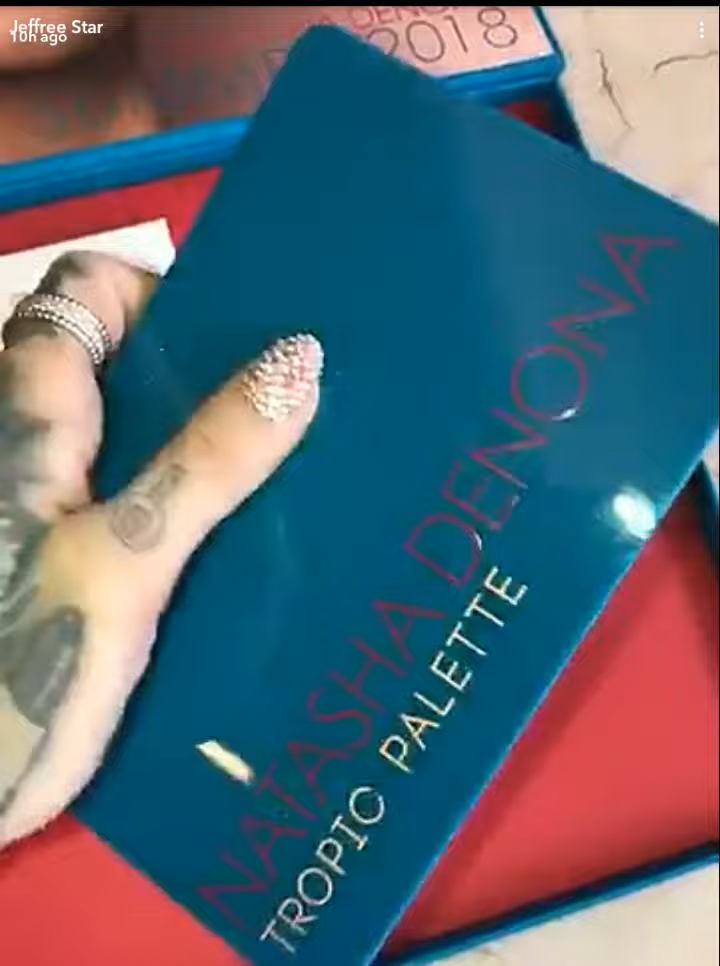 Jeffree Star
10h ago
2018
NATASHA DENONA
TROPIC PALETTE